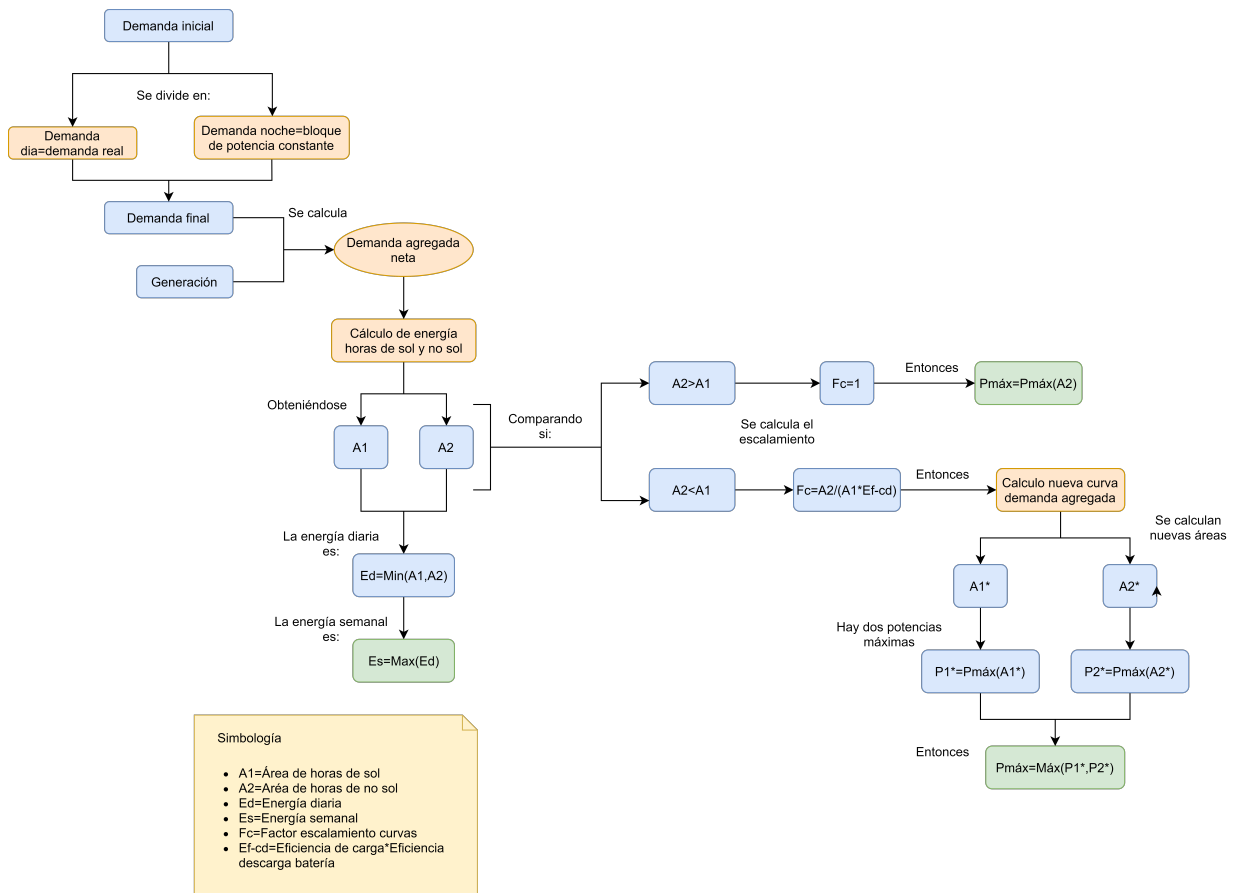 Demanda inicial
Se divide en:
Demanda
dia=demanda real
Demanda noche=bloque
de potencia constante
Demanda final
Se calcula
Generación
Demanda agregada
neta
Cálculo de energía
horas de sol y no sol
Obteniéndose
A1
A2
Comparando
si:
A2>A1
Fc=1
Entonces
Pmáx=Pmáx(A2)
Se calcula el
escalamiento
A2<A1
Fc=A2/(A1*Ef-cd)
Entonces
Calculo nueva curva
demanda agregada
Se calculan
nuevas áreas
A1*
A2*
Hay dos potencias
máximas
P1*=Pmáx(A1*)
P2*=Pmáx(A2*)
Entonces
Pmáx=Máx(P1*,P2*)
La energía diaria
es:
Ed=Min(A1,A2)
La energía semanal
es:
Es=Max(Ed)
Simbología
• A1=Área de horas de sol
• A2=Aréa de horas de no sol
• Ed=Energía diaria
• Es=Energía semanal
• Fc=Factor escalamiento curvas
• Ef-cd=Eficiencia de carga*Eficiencia
descarga batería